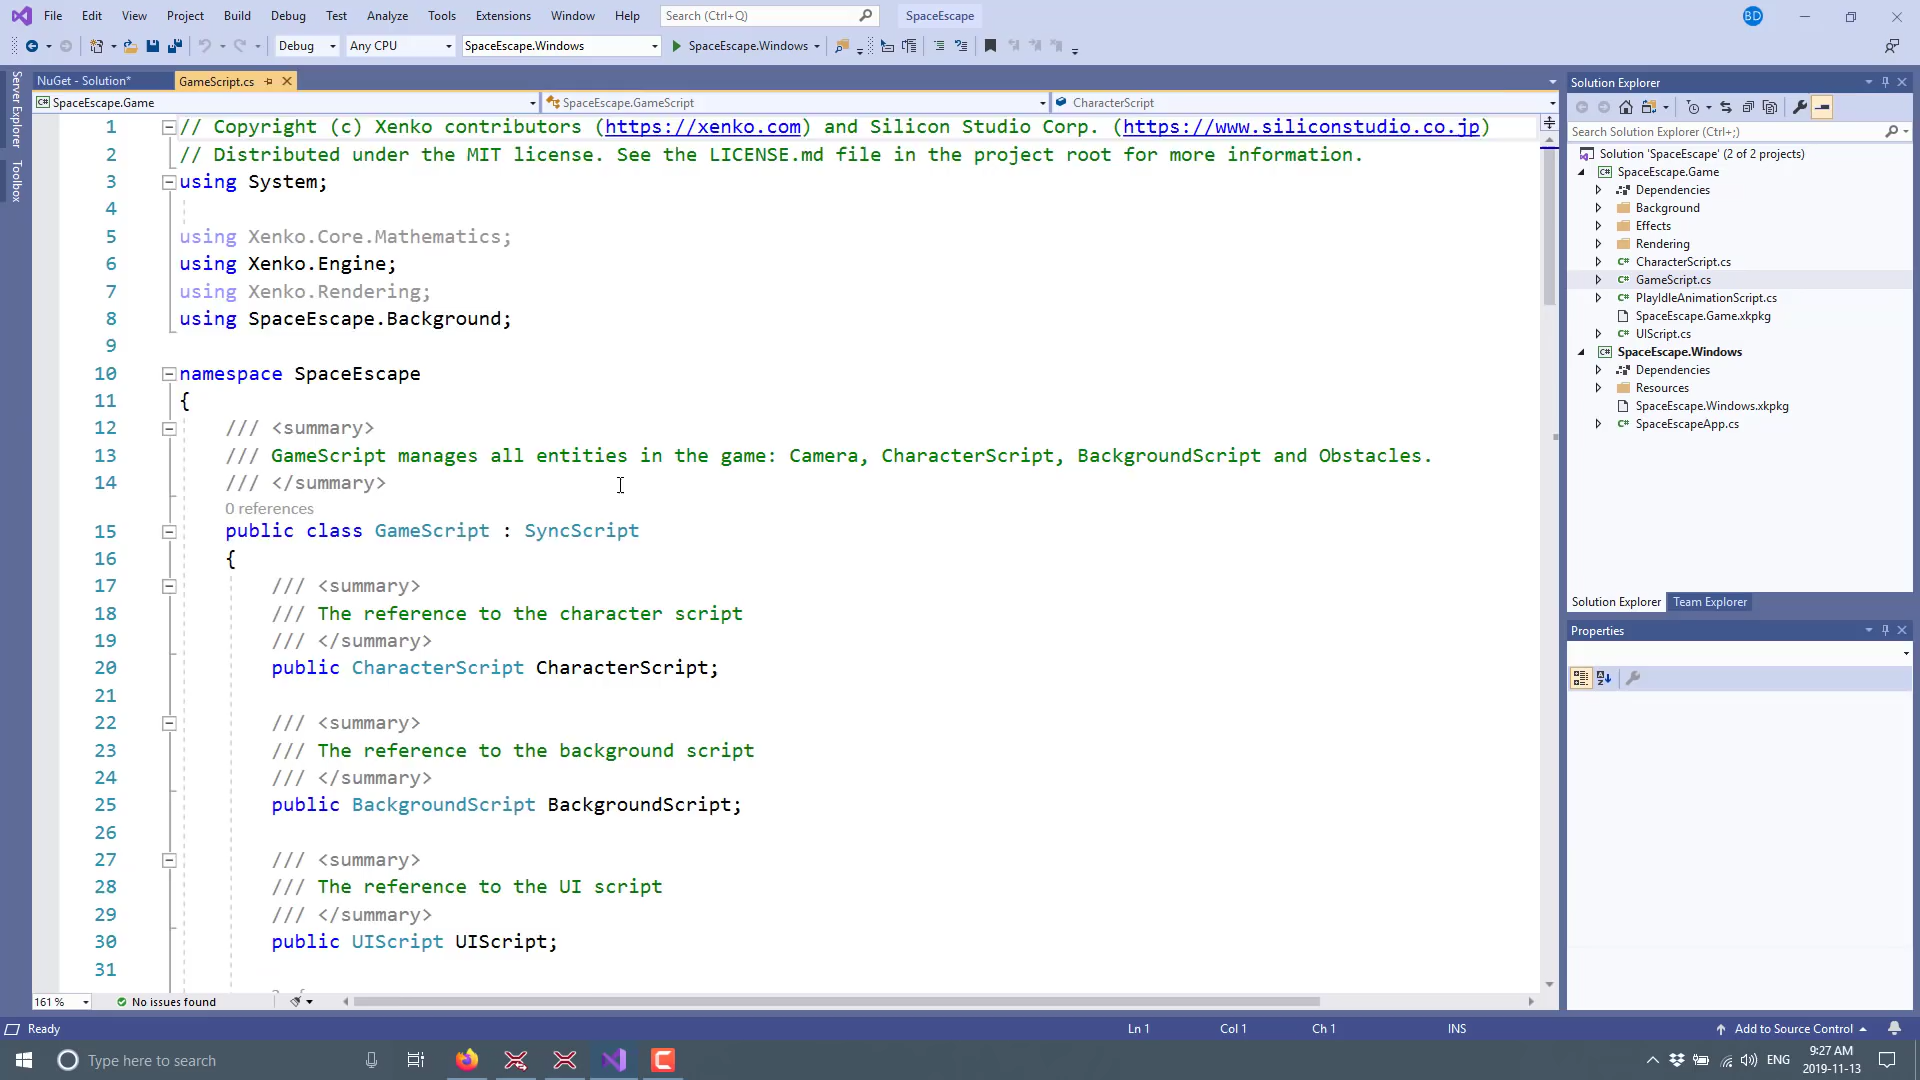 File Edit View Project Build Debug Test Analyze Tools Extensions Window Help Search (Ctrl+Q) SpaceEscape BD
Debug Any CPU SpaceEscape.Windows SpaceEscape.Windows
Server Explorer
Toolbox
NuGet - Solution* GameScript.cs
SpaceEscape.Game SpaceEscape.GameScript CharacterScript
1 // Copyright (c) Xenko contributors (https://xenko.com) and Silicon Studio Corp. (https://www.siliconstudio.co.jp)
2 // Distributed under the MIT license. See the LICENSE.md file in the project root for more information.
3 using System;
4
5 using Xenko.Core.Mathematics;
6 using Xenko.Engine;
7 using Xenko.Rendering;
8 using SpaceEscape.Background;
9
10 namespace SpaceEscape
11 {
12 /// <summary>
13 /// GameScript manages all entities in the game: Camera, CharacterScript, BackgroundScript and Obstacles.
14 /// </summary>
0 references
15 public class GameScript : SyncScript
16 {
17 /// <summary>
18 /// The reference to the character script
19 /// </summary>
20 public CharacterScript CharacterScript;
21
22 /// <summary>
23 /// The reference to the background script
24 /// </summary>
25 public BackgroundScript BackgroundScript;
26
27 /// <summary>
28 /// The reference to the UI script
29 /// </summary>
30 public UIScript UIScript;
31
161 % No issues found
Solution Explorer
Search Solution Explorer (Ctrl+;)
Solution 'SpaceEscape' (2 of 2 projects)
SpaceEscape.Game
Dependencies
Background
Effects
Rendering
CharacterScript.cs
GameScript.cs
PlayIdleAnimationScript.cs
SpaceEscape.Game.xkpkg
UIScript.cs
SpaceEscape.Windows
Dependencies
Resources
SpaceEscape.Windows.xkpkg
SpaceEscapeApp.cs
Solution Explorer Team Explorer
Properties
Ready Ln 1 Col 1 Ch 1 INS Add to Source Control
Type here to search ENG 9:27 AM
2019-11-13